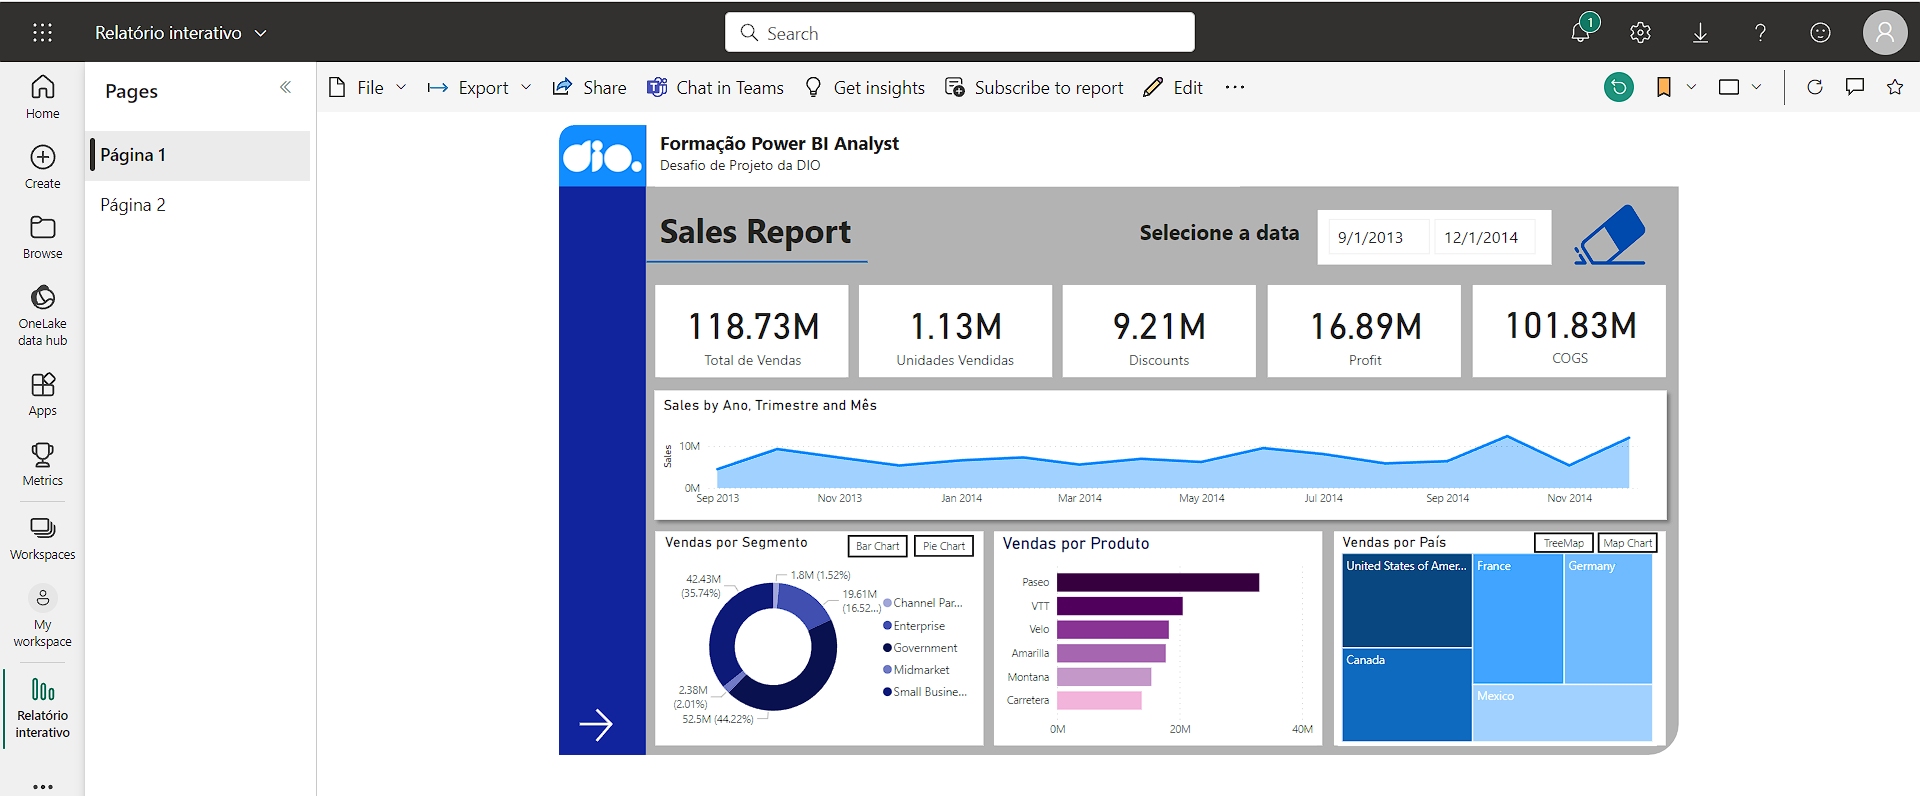 Relatório interativo
Search
1
Home
Create
Browse
OneLake
data hub
Apps
Metrics
Workspaces
My
workspace
Relatório
interativo
Pages
Página 1
Página 2
File
Export
Share
Chat in Teams
Get insights
Subscribe to report
Edit
dio.
Formação Power BI Analyst
Desafio de Projeto da DIO
Sales Report
Selecione a data
9/1/2013
12/1/2014
118.73M
Total de Vendas
1.13M
Unidades Vendidas
9.21M
Discounts
16.89M
Profit
101.83M
COGS
Sales by Ano, Trimestre and Mês
Sales
10M
0M
Sep 2013
Nov 2013
Jan 2014
Mar 2014
May 2014
Jul 2014
Sep 2014
Nov 2014
Vendas por Segmento
Bar Chart
Pie Chart
1.8M (1.52%)
19.61M
(16.52...)
42.43M
(35.74%)
2.38M
(2.01%)
52.5M (44.22%)
Channel Par...
Enterprise
Government
Midmarket
Small Busine...
Vendas por Produto
Paseo
VTT
Velo
Amarilla
Montana
Carretera
0M
20M
40M
Vendas por País
TreeMap
Map Chart
United States of Amer...
France
Germany
Canada
Mexico